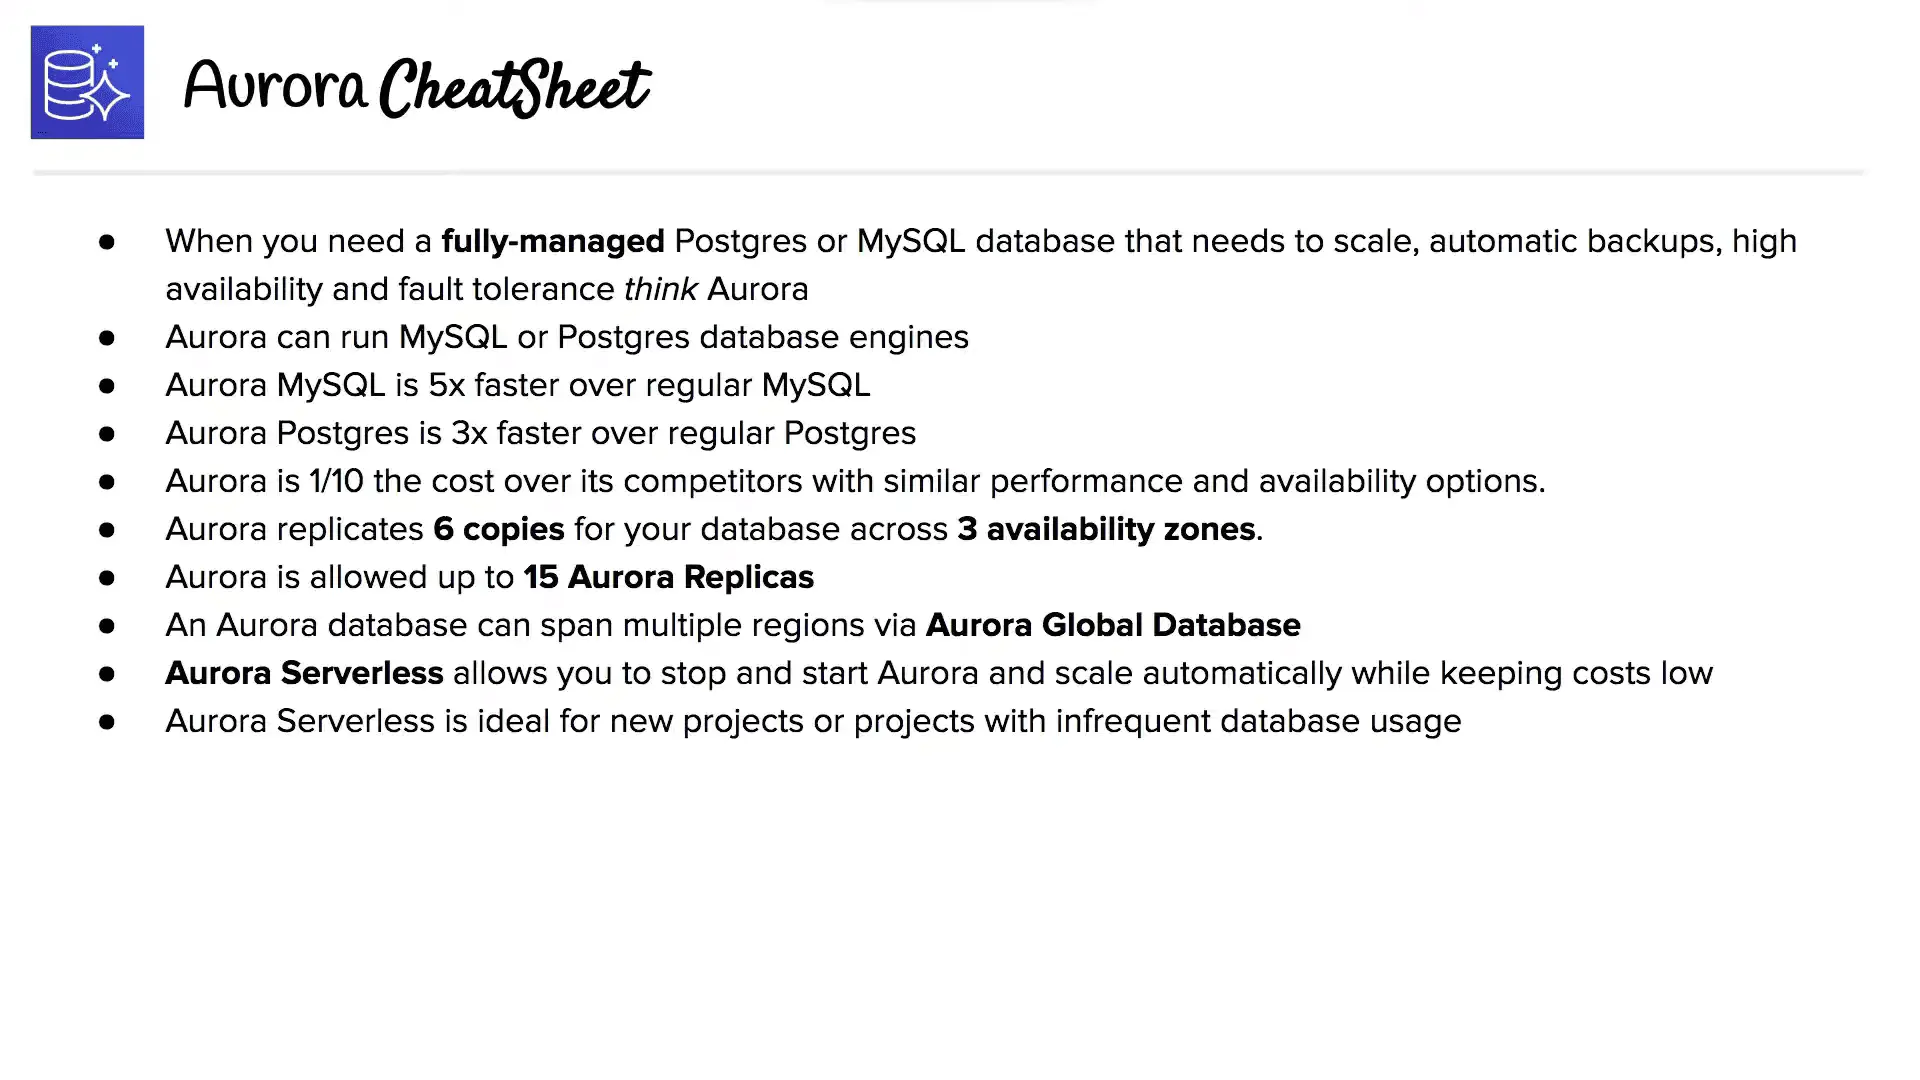 Aurora CheatSheet
● When you need a fully-managed Postgres or MySQL database that needs to scale, automatic backups, high
availability and fault tolerance think Aurora
● Aurora can run MySQL or Postgres database engines
● Aurora MySQL is 5x faster over regular MySQL
● Aurora Postgres is 3x faster over regular Postgres
● Aurora is 1/10 the cost over its competitors with similar performance and availability options.
● Aurora replicates 6 copies for your database across 3 availability zones.
● Aurora is allowed up to 15 Aurora Replicas
● An Aurora database can span multiple regions via Aurora Global Database
● Aurora Serverless allows you to stop and start Aurora and scale automatically while keeping costs low
● Aurora Serverless is ideal for new projects or projects with infrequent database usage